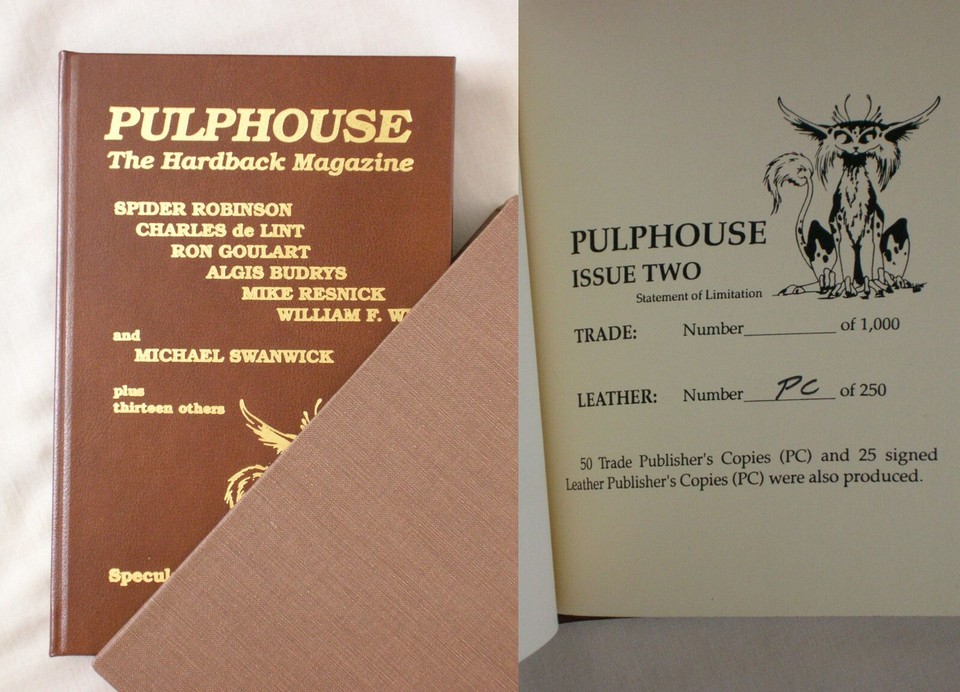 PULPHOUSE
The Hardback Magazine
SPIDER ROBINSON
CHARLES de LINT
RON GOULART
ALGIS BUDRYS
MIKE RESNICK
WILLIAM F.
and
MICHAEL SWANWICK
plus
thirteen others
PULPHOUSE
ISSUE TWO
Statement of Limitation
TRADE: Number__________ of 1,000
LEATHER: Number PC of 250
50 Trade Publisher's Copies (PC) and 25 signed
Leather Publisher's Copies (PC) were also produced.